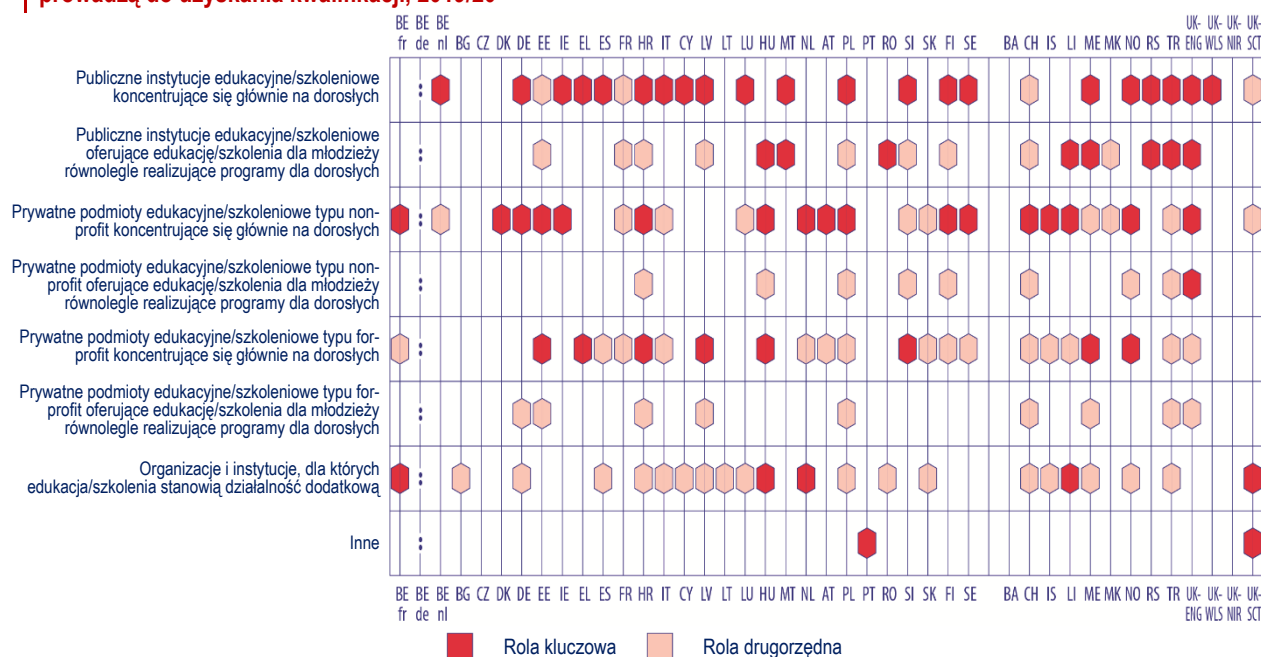 prowadzą do uzyskania kwalifikacji, 2019/20
BE BE BE UK- UK- UK- UK-
fr de nl BG CZ DK DE EE IE EL ES FR HR IT CY LV LT LU HU MT NL AT PL PT RO SI SK FI SE BA CH IS LI ME MK NO RS TR ENG WLS NIR SCT
Publiczne instytucje edukacyjne/szkoleniowe
koncentrujące się głównie na dorosłych
Publiczne instytucje edukacyjne/szkoleniowe
oferujące edukację/szkolenia dla młodzieży
równolegle realizujące programy dla dorosłych
Prywatne podmioty edukacyjne/szkoleniowe typu non-
profit koncentrujące się głównie na dorosłych
Prywatne podmioty edukacyjne/szkoleniowe typu non-
profit oferujące edukację/szkolenia dla młodzieży
równolegle realizujące programy dla dorosłych
Prywatne podmioty edukacyjne/szkoleniowe typu for-
profit koncentrujące się głównie na dorosłych
Prywatne podmioty edukacyjne/szkoleniowe typu for-
profit oferujące edukację/szkolenia dla młodzieży
równolegle realizujące programy dla dorosłych
Organizacje i instytucje, dla których
edukacja/szkolenia stanowią działalność dodatkową
Inne
BE BE BE BG CZ DK DE EE IE EL ES FR HR IT CY LV LT LU HU MT NL AT PL PT RO SI SK FI SE BA CH IS LI ME MK NO RS TR UK- UK- UK- UK-
fr de nl ENG WLS NIR SCT
Rola kluczowa Rola drugorzędna